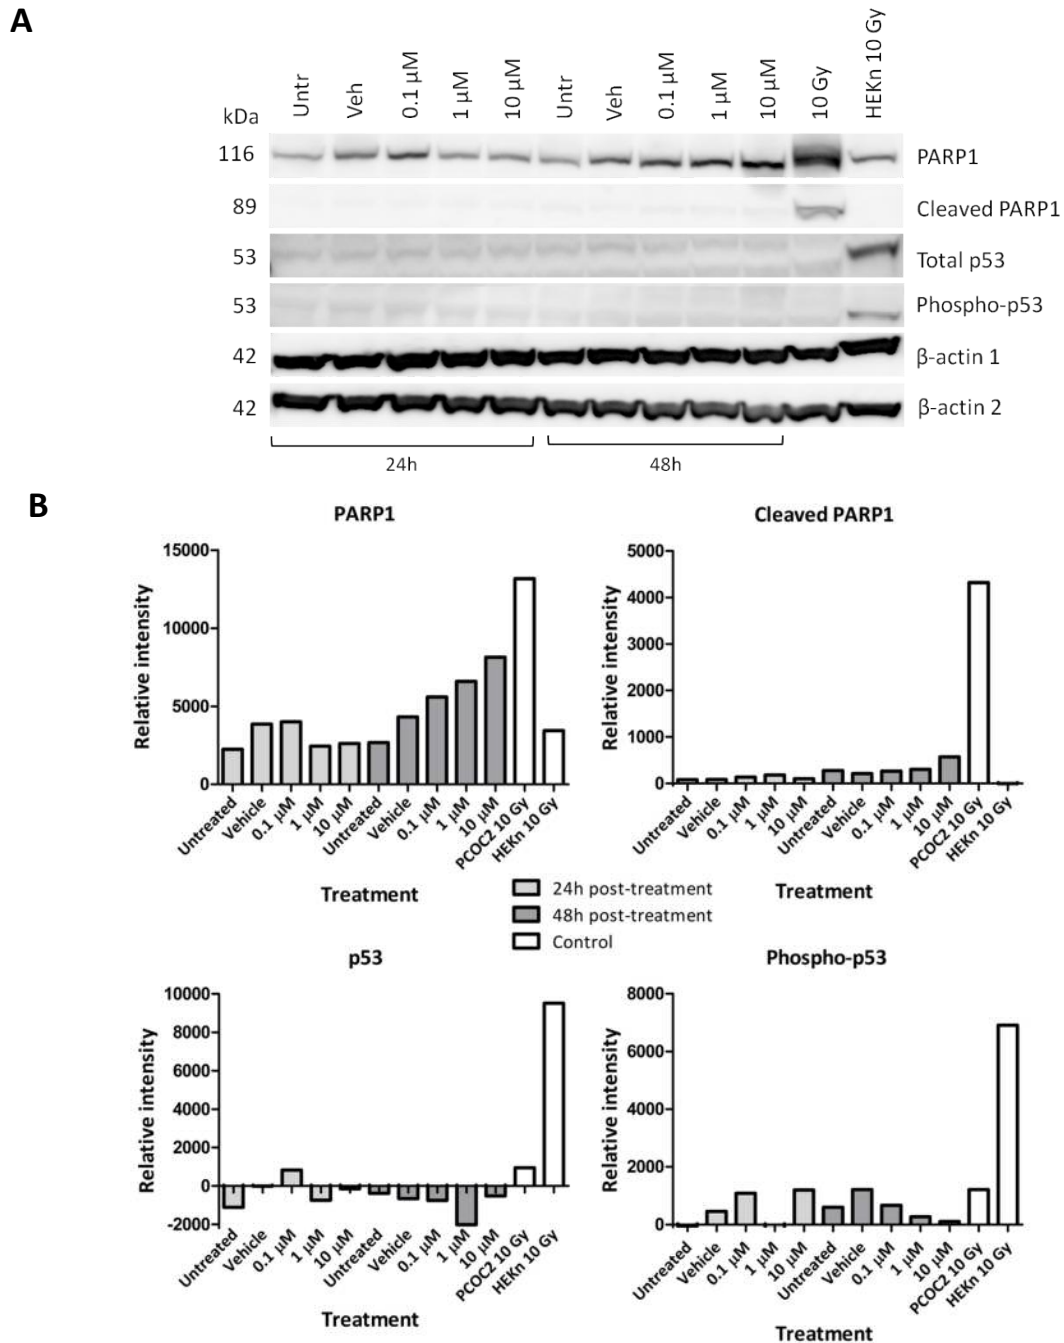 A
Untr Veh 0.1 µM 1 µM 10 µM Untr Veh 0.1 µM 1 µM 10 µM 10 Gy HEKn 10 Gy
kDa
116 PARP1
89 Cleaved PARP1
53 Total p53
53 Phospho-p53
42 β-actin 1
42 β-actin 2
24h 48h
B
PARP1
Relative intensity
15000
10000
5000
0
Untreated Vehicle 0.1 µM 1 µM 10 µM Untreated Vehicle 0.1 µM 1 µM 10 µM PCOC2 10 Gy HEKn 10 Gy
Treatment
Cleaved PARP1
Relative intensity
5000
4000
3000
2000
1000
0
Untreated Vehicle 0.1 µM 1 µM 10 µM Untreated Vehicle 0.1 µM 1 µM 10 µM PCOC2 10 Gy HEKn 10 Gy
Treatment
24h post-treatment
48h post-treatment
Control
p53
Relative intensity
10000
8000
6000
4000
2000
0
-2000
Untreated Vehicle 0.1 µM 1 µM 10 µM Untreated Vehicle 0.1 µM 1 µM 10 µM PCOC2 10 Gy HEKn 10 Gy
Treatment
Phospho-p53
Relative intensity
8000
6000
4000
2000
0
Untreated Vehicle 0.1 µM 1 µM 10 µM Untreated Vehicle 0.1 µM 1 µM 10 µM PCOC2 10 Gy HEKn 10 Gy
Treatment